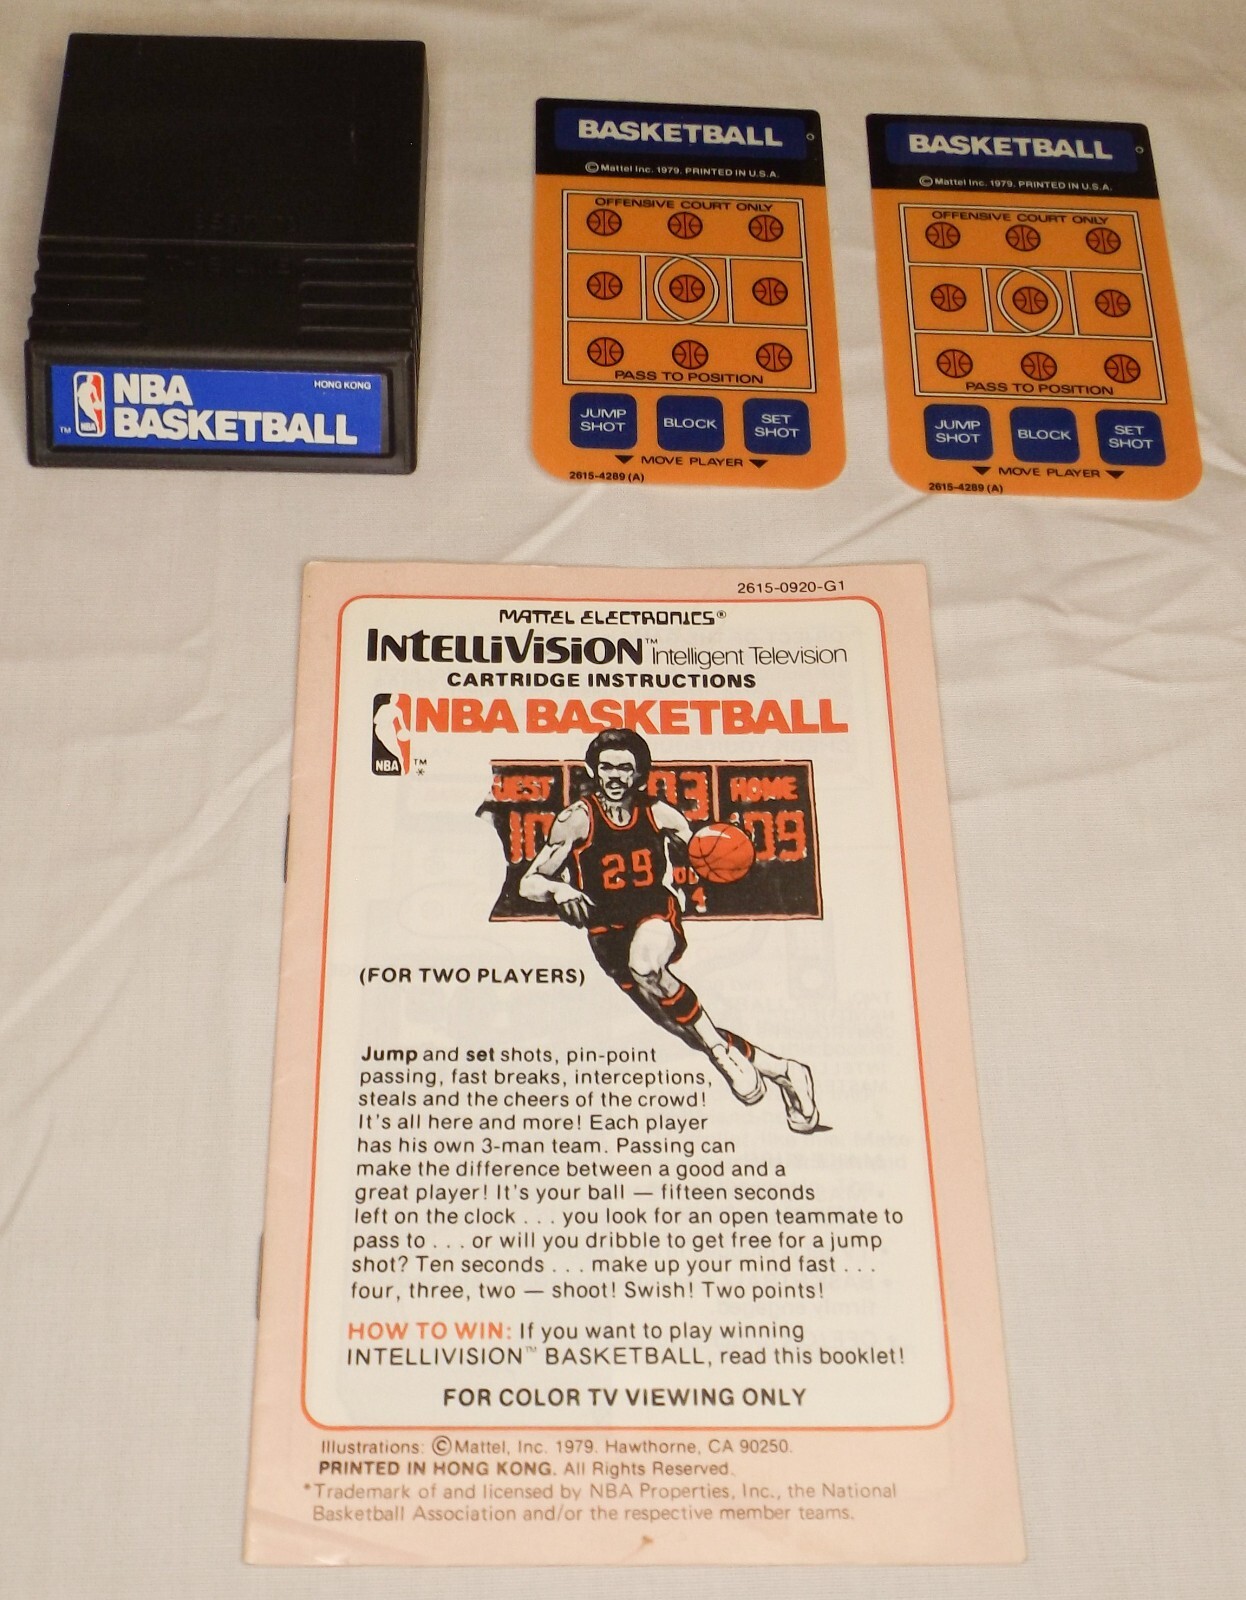 NBA
HONG KONG
BASKETBALL
TM
NBA
BASKETBALL
© Mattel Inc. 1979. PRINTED IN U.S.A.
OFFENSIVE COURT ONLY
PASS TO POSITION
JUMP
SHOT
BLOCK
SET
SHOT
MOVE PLAYER
2615-4289 (A)
BASKETBALL
© Mattel Inc. 1979. PRINTED IN U.S.A.
OFFENSIVE COURT ONLY
PASS TO POSITION
JUMP
SHOT
BLOCK
SET
SHOT
MOVE PLAYER
2615-4289 (A)
2615-0920-G1
MATTEL ELECTRONICS®
INTELLIVISION™ Intelligent Television
CARTRIDGE INSTRUCTIONS
NBA BASKETBALL
NBA
TM
*
UEST
03
HOME
10
09
29
4
(FOR TWO PLAYERS)
Jump and set shots, pin-point
passing, fast breaks, interceptions,
steals and the cheers of the crowd!
It's all here and more! Each player
has his own 3-man team. Passing can
make the difference between a good and a
great player! It's your ball — fifteen seconds
left on the clock . . . you look for an open teammate to
pass to . . . or will you dribble to get free for a jump
shot? Ten seconds . . . make up your mind fast . . .
four, three, two — shoot! Swish! Two points!
HOW TO WIN: If you want to play winning
INTELLIVISION™ BASKETBALL, read this booklet!
FOR COLOR TV VIEWING ONLY
Illustrations: © Mattel, Inc. 1979. Hawthorne, CA 90250.
PRINTED IN HONG KONG. All Rights Reserved.
*Trademark of and licensed by NBA Properties, Inc., the National
Basketball Association and/or the respective member teams.